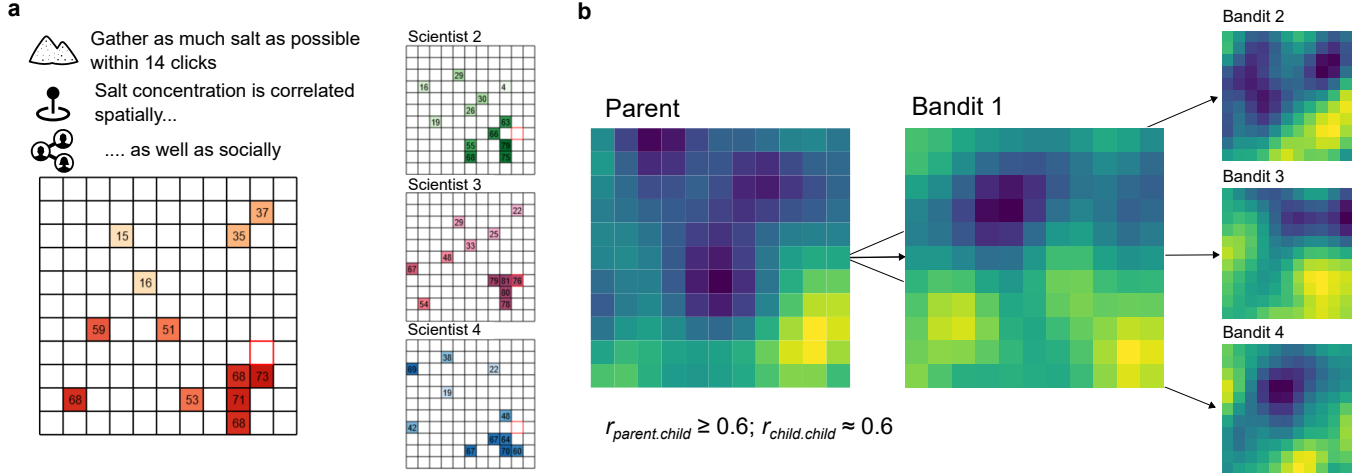 a
Gather as much salt as possible
within 14 clicks
Salt concentration is correlated
spatially...
.... as well as socially
37
15
35
16
59
51
68
73
68
53
71
68
Scientist 2
29
16
4
30
26
19
63
66
55
79
68
75
Scientist 3
22
29
25
33
48
67
79 81 76
80
54
78
Scientist 4
38
69
22
19
48
42
67 64
67
70 60
b
Parent
Bandit 1
Bandit 2
Bandit 3
Bandit 4
r_parent.child ≥ 0.6; r_child.child ≈ 0.6